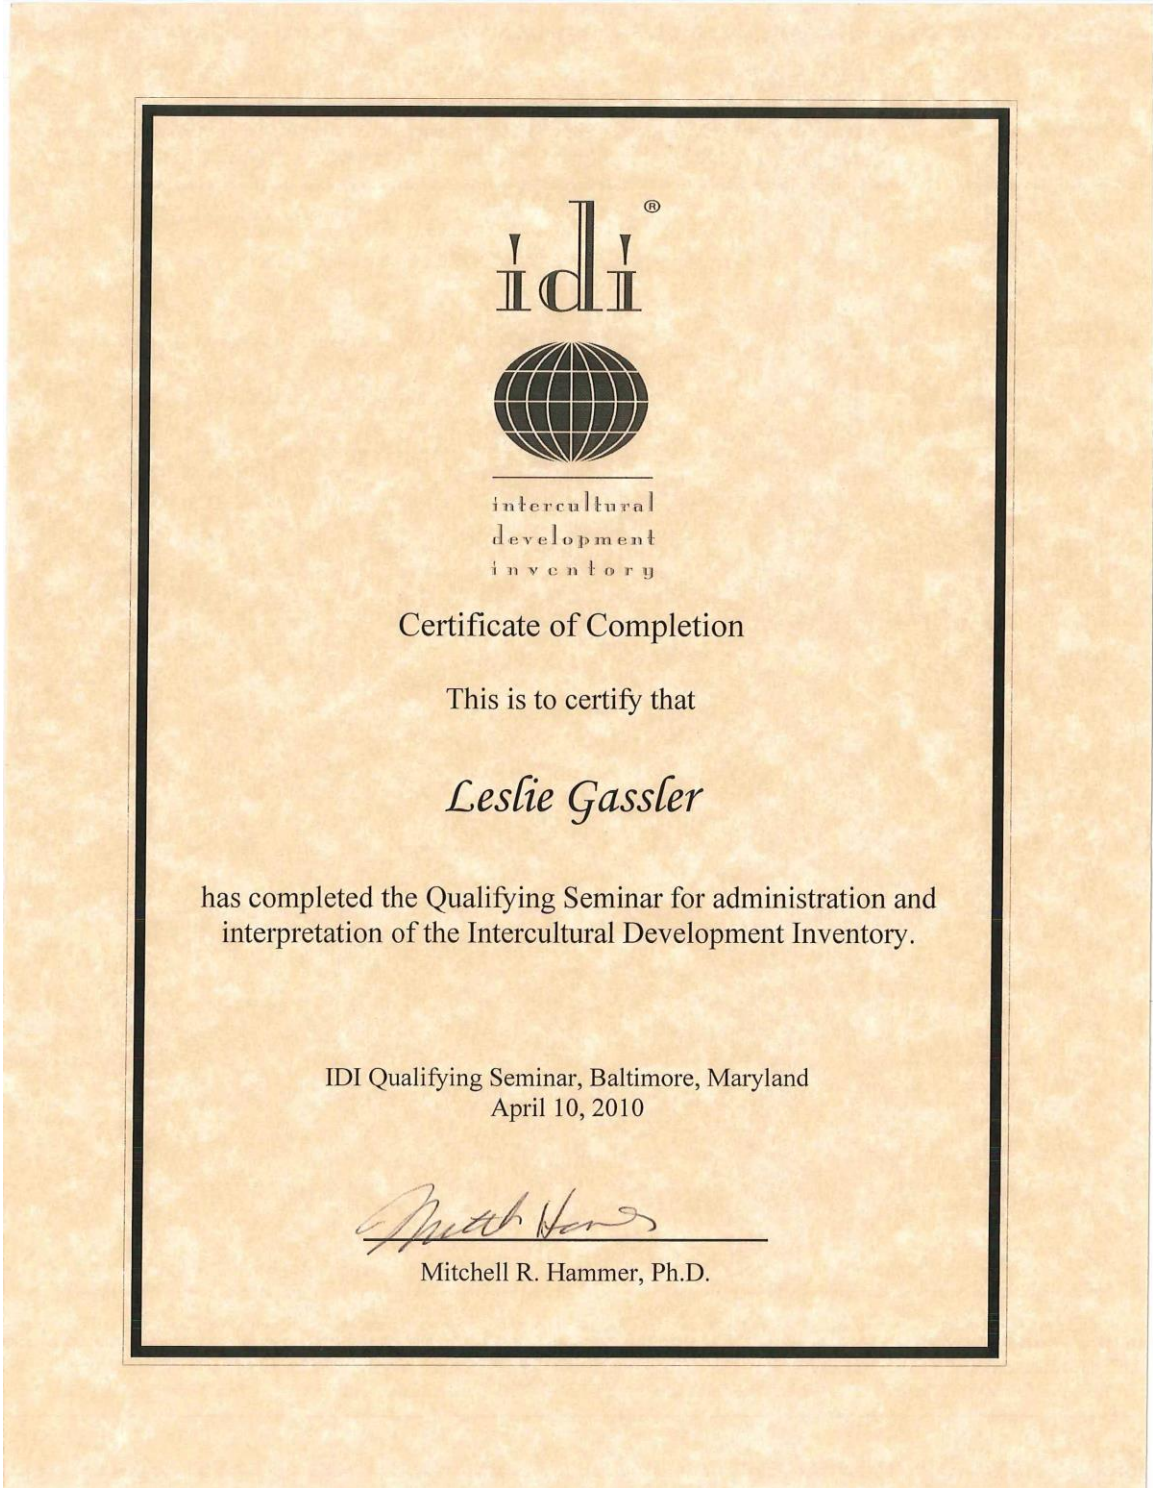 idi®
intercultural
development
inventory
Certificate of Completion
This is to certify that
Leslie Gassler
has completed the Qualifying Seminar for administration and
interpretation of the Intercultural Development Inventory.
IDI Qualifying Seminar, Baltimore, Maryland
April 10, 2010
Mitchell R. Hammer, Ph.D.